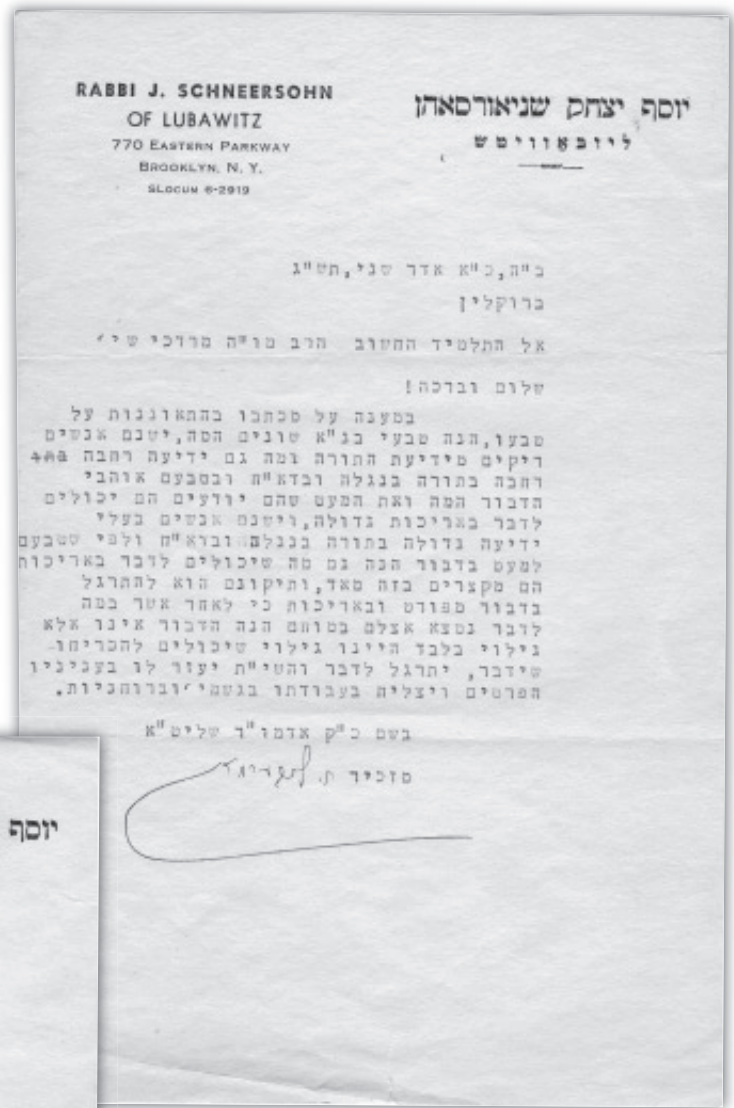 RABBI J. SCHNEERSOHN
OF LUBAWITZ
770 EASTERN PARKWAY
BROOKLYN, N. Y.
SLOCUM 6-2919
יוסף יצחק שניאורסאהן
ליובאוויטש
ב"ה, כ"א אדר שני, תש"ג
ברוקלין
אל התלמיד החשוב הרב מו"ה מרדכי שי'
שלום וברכה!
במענה על מכתבו בהתאוננות על
טבעו, הנה טבעי בנ"א שונים המה, ישנם אנשים
ריקים מידיעת התורה ומה גם ידיעה רחבה
רחבה בתורה בנגלה ובדא"ח ובטבעם אוהבי
הדבור המה ואת המעט שהם יודעים הם יכולים
לדבר באריכות גדולה, וישנם אנשים בעלי
ידיעה גדולה בתורה בנגלה ובדא"ח ולפי שטבעם
למעט בדבור הנה גם מה שיכולים לדבר באריכות
הם מקצרים בזה מאד, ותיקונם הוא להתרגל
בדבור מפורט ובאריכות כי לאחר אשר במה
לדבר נמצא אצלם במוחם הנה הדבור אינו אלא
גילוי בלבד היינו גילוי שיכולים להכריחו
שידבר, יתרגל לדבר והשי"ת יעזר לו בעניניו
הפרטים ויצליח בעבודתו בגשמי' וברוחניות.
בשם כ"ק אדמו"ר שליט"א
מזכיר
יוסף